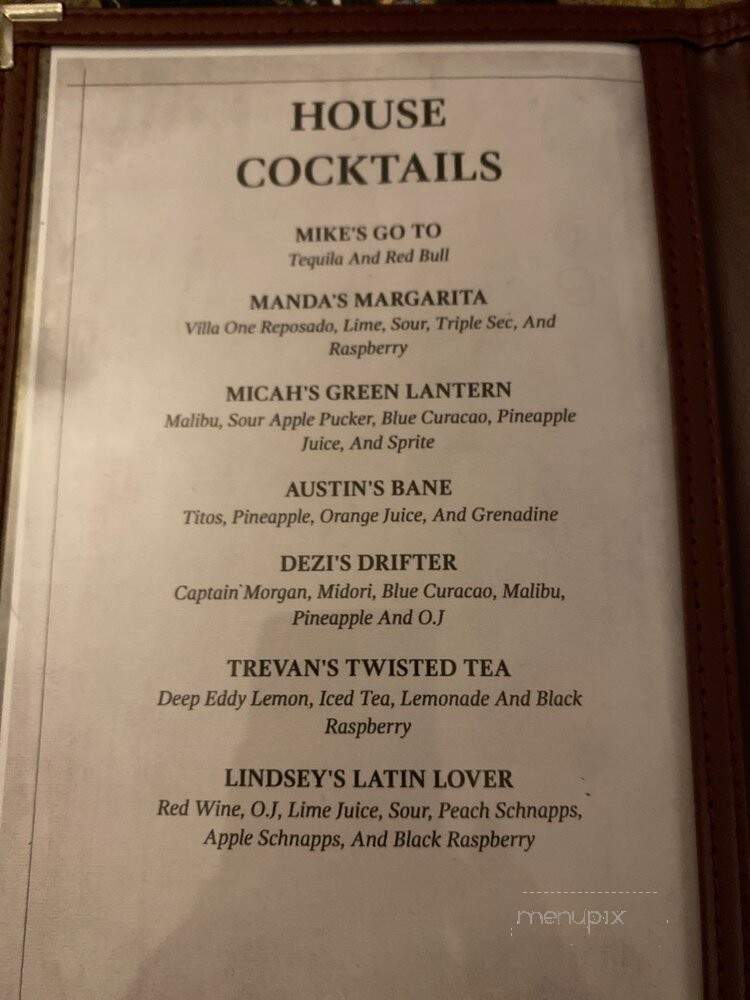 HOUSE
COCKTAILS
MIKE'S GO TO
Tequila And Red Bull
MANDA'S MARGARITA
Villa One Reposado, Lime, Sour, Triple Sec, And
Raspberry
MICAH'S GREEN LANTERN
Malibu, Sour Apple Pucker, Blue Curacao, Pineapple
Juice, And Sprite
AUSTIN'S BANE
Titos, Pineapple, Orange Juice, And Grenadine
DEZI'S DRIFTER
Captain Morgan, Midori, Blue Curacao, Malibu,
Pineapple And O.J
TREVAN'S TWISTED TEA
Deep Eddy Lemon, Iced Tea, Lemonade And Black
Raspberry
LINDSEY'S LATIN LOVER
Red Wine, O.J, Lime Juice, Sour, Peach Schnapps,
Apple Schnapps, And Black Raspberry
menupix